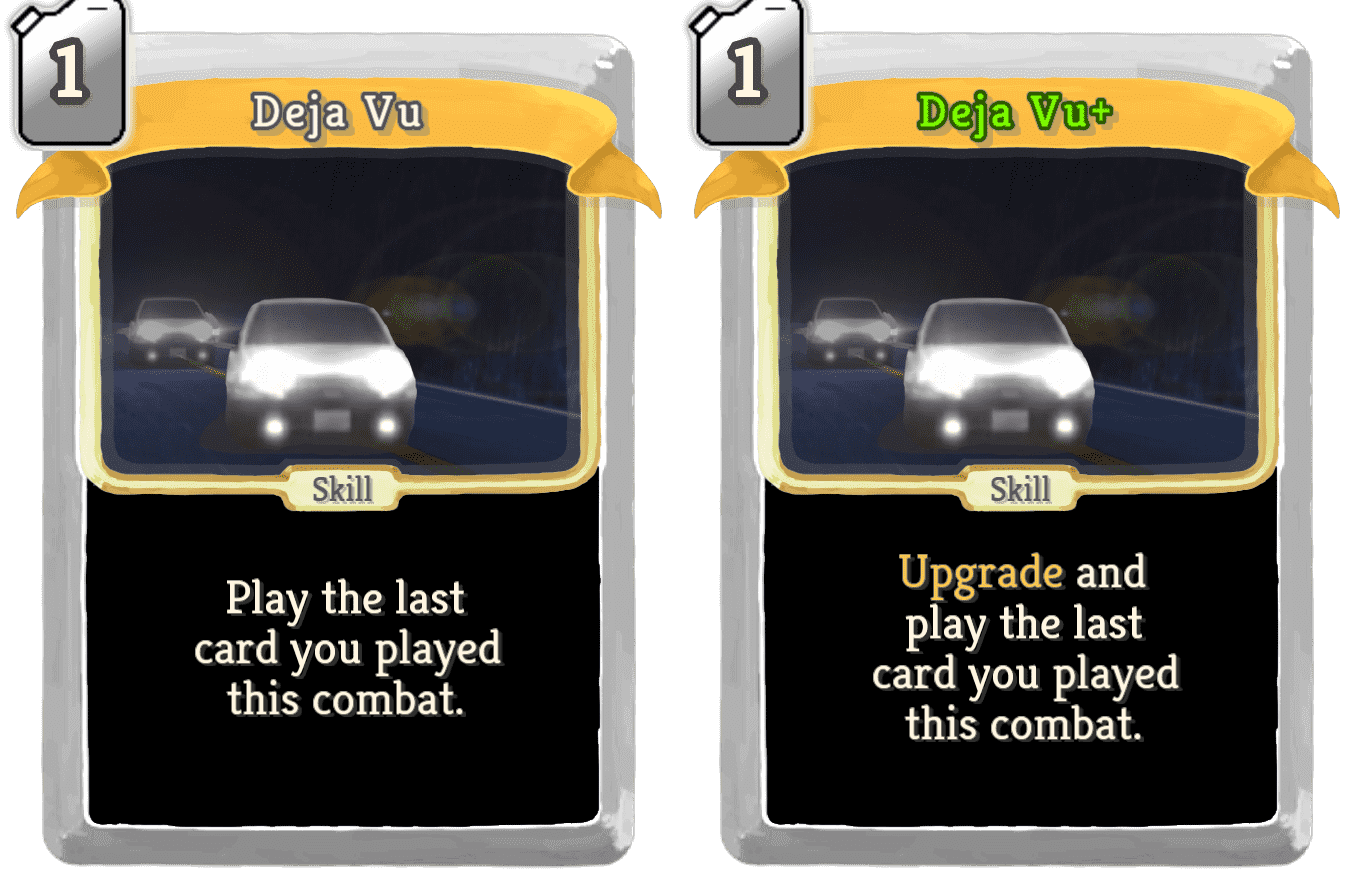 1
Deja Vu
Skill
Play the last
card you played
this combat.
1
Deja Vu+
Skill
Upgrade and
play the last
card you played
this combat.